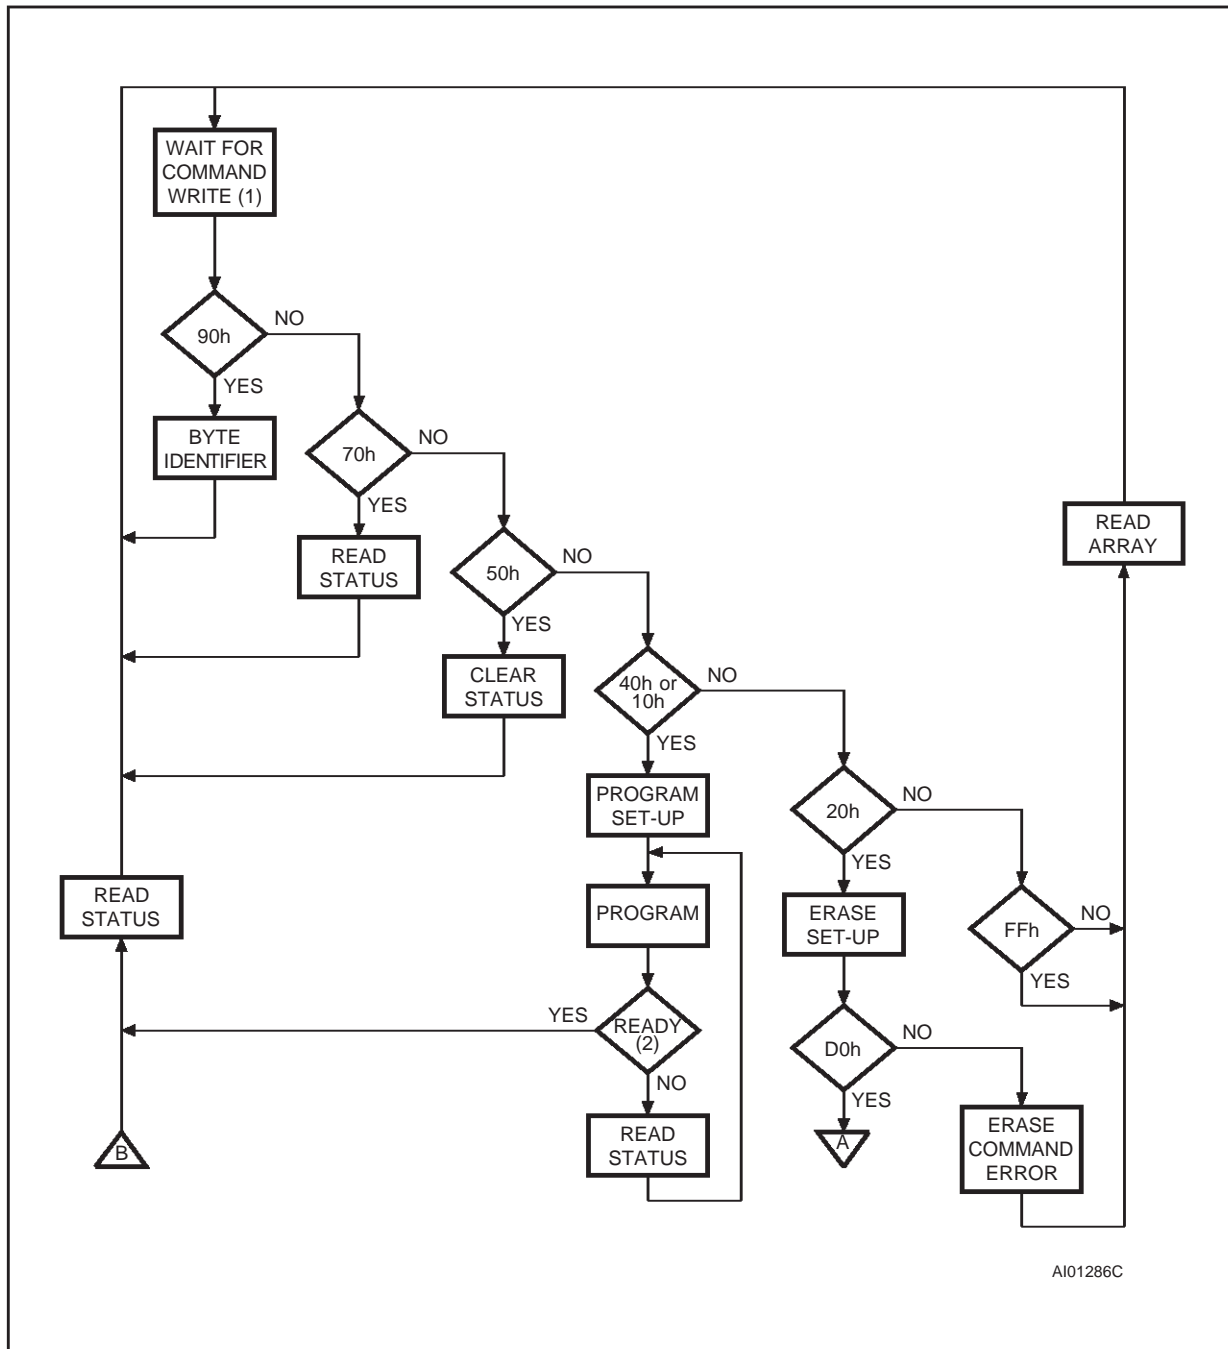 WAIT FOR
COMMAND
WRITE (1)
90h
NO
YES
BYTE
IDENTIFIER
70h
NO
YES
READ
STATUS
50h
NO
YES
CLEAR
STATUS
READ
ARRAY
40h or
10h
NO
YES
PROGRAM
SET-UP
20h
NO
YES
READ
STATUS
PROGRAM
ERASE
SET-UP
FFh
NO
YES
YES
READY
(2)
NO
D0h
NO
YES
B
READ
STATUS
A
ERASE
COMMAND
ERROR
AI01286C